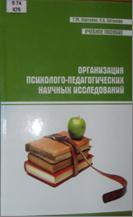 УЧЕБНОЕ ПОСОБИЕ
ОРГАНИЗАЦИЯ
ПСИХОЛОГО-ПЕДАГОГИЧЕСКИХ
НАУЧНЫХ ИССЛЕДОВАНИЙ